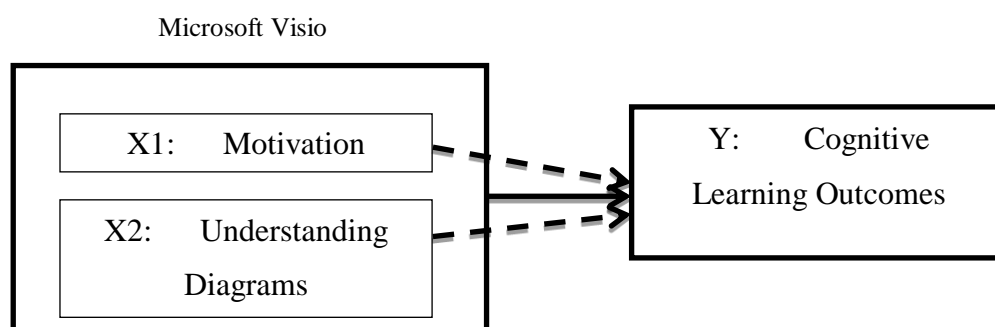 Microsoft Visio
X1: Motivation
X2: Understanding
Diagrams
Y: Cognitive
Learning Outcomes